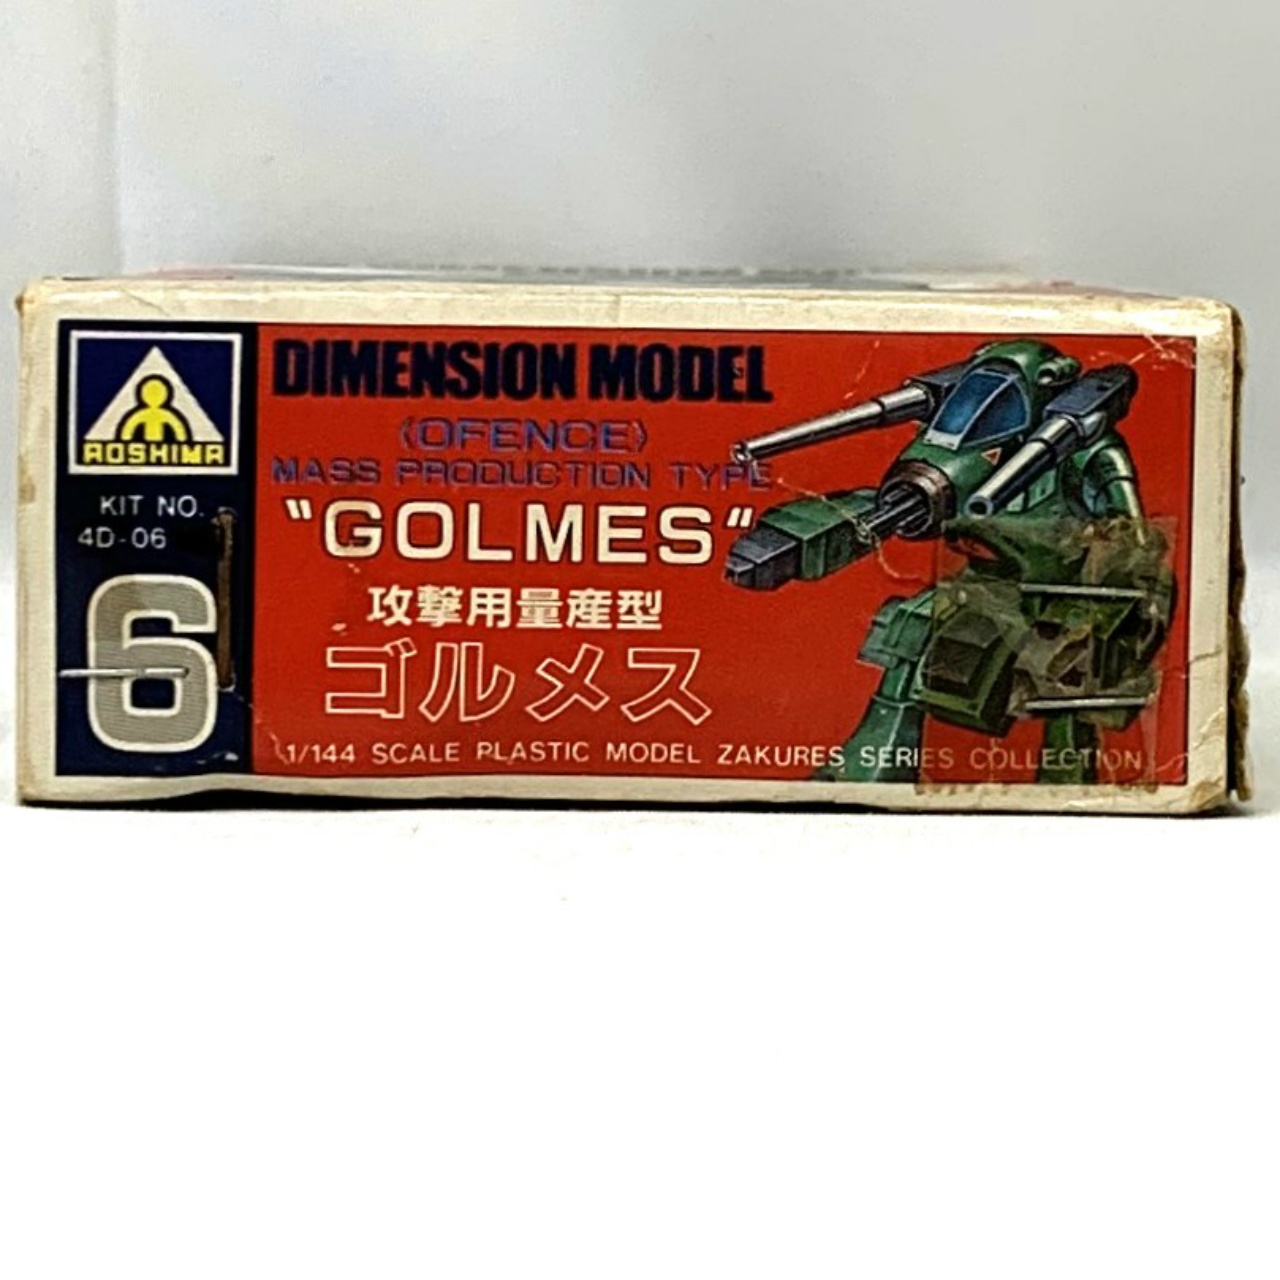 AOSHIMA
KIT NO.
4D-06
6
DIMENSION MODEL
〈OFENCE〉
MASS PRODUCTION TYPE
"GOLMES"
攻撃用量産型
ゴルメス
1/144 SCALE PLASTIC MODEL ZAKURES SERIES COLLECTION